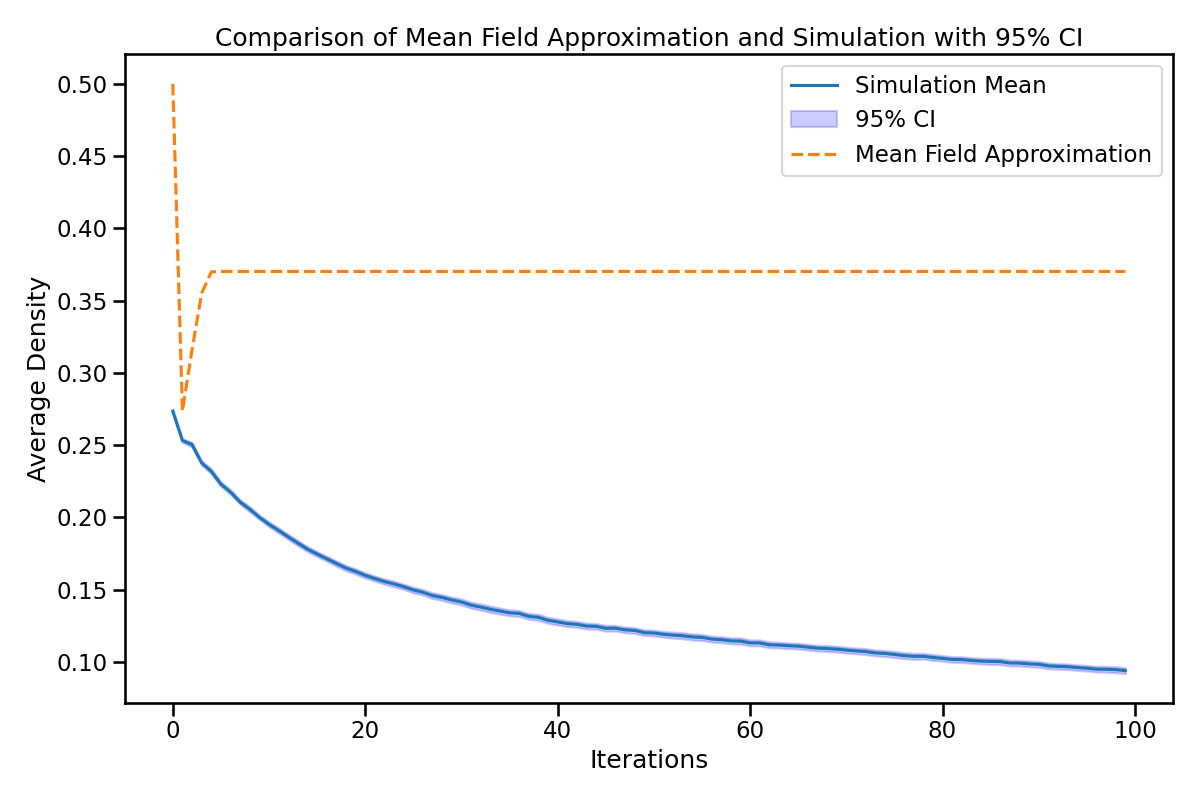 Comparison of Mean Field Approximation and Simulation with 95% CI
Simulation Mean
95% CI
Mean Field Approximation
Average Density
0.50
0.45
0.40
0.35
0.30
0.25
0.20
0.15
0.10
0
20
40
60
80
100
Iterations